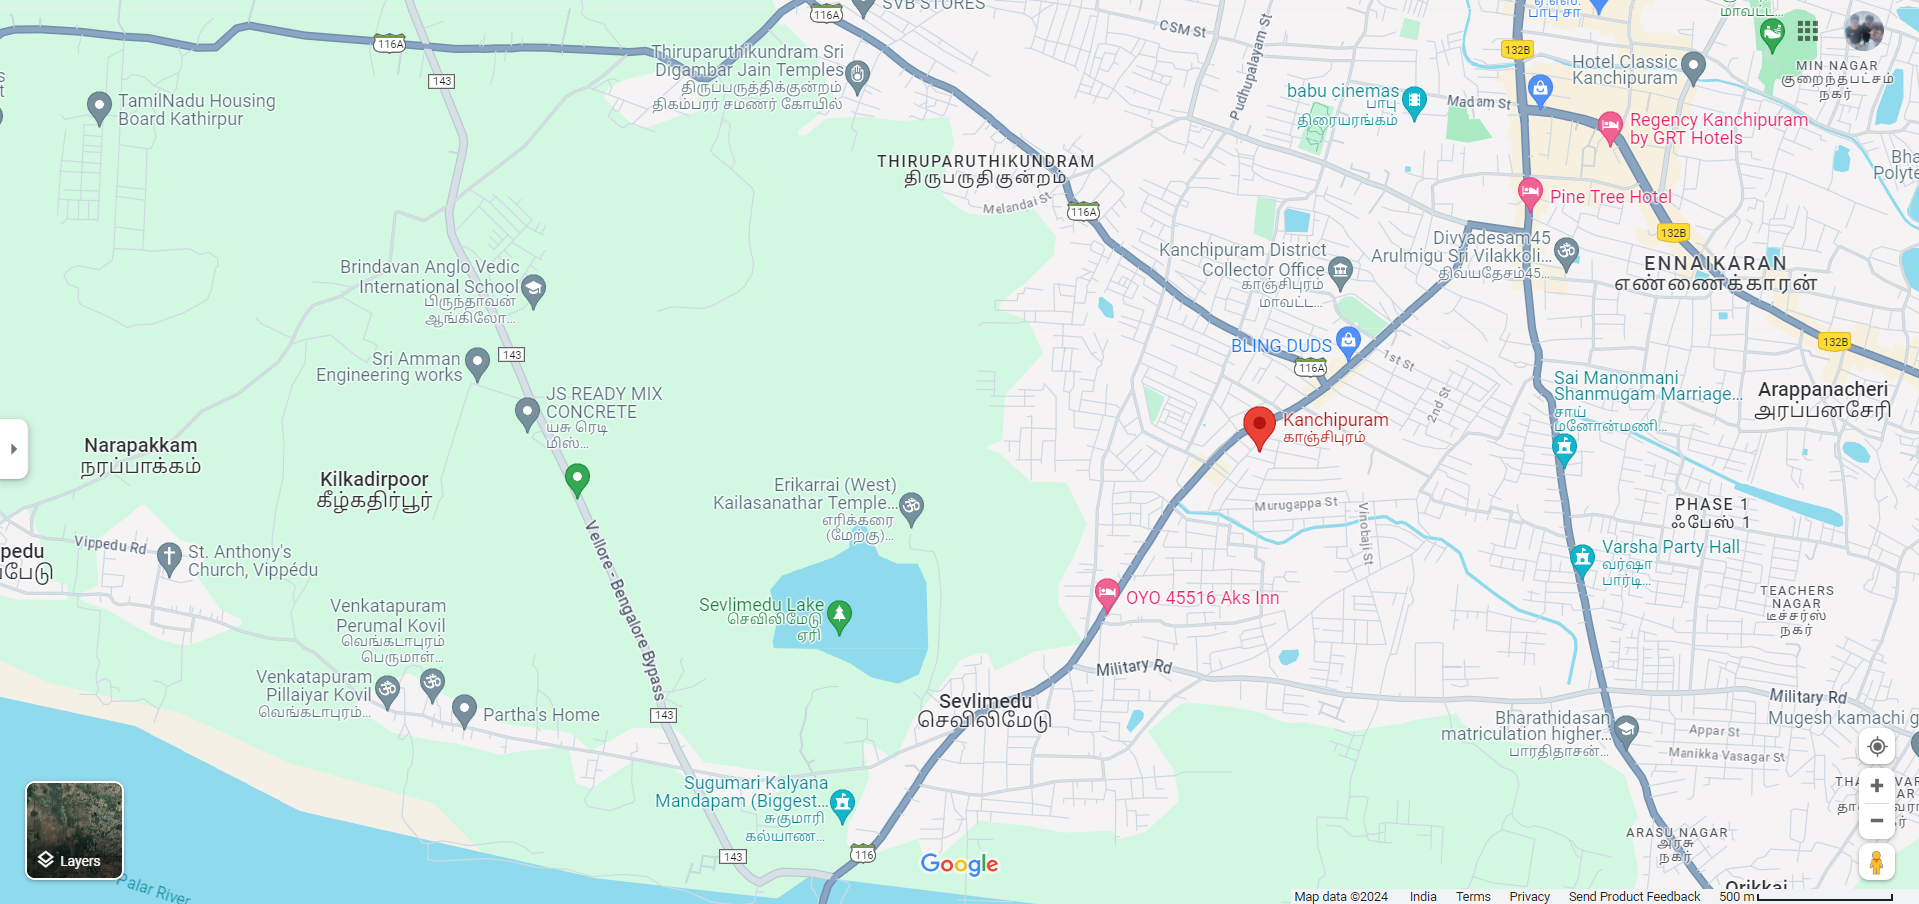 116A
SVB STORES
CSM St
Pudhupalayam St
132B
MIN NAGAR
குறைந்தபட்சம்
நகர்
Hotel Classic
Kanchipuram
116A
143
Thiruparuthikundram Sri
Digambar Jain Temples
திருப்பருத்திக்குன்றம்
திகம்பரர் சமணர் கோயில்
TamilNadu Housing
Board Kathirpur
babu cinemas
பாபு
திரையரங்கம்
Madam St
Regency Kanchipuram
by GRT Hotels
THIRUPARUTHIKUNDRAM
திருபருதிகுன்றம்
Melandai St
116A
Pine Tree Hotel
132B
Divyadesam45
Arulmigu Sri Vilakkoli...
திவ்யதேசம்45...
Kanchipuram District
Collector Office
காஞ்சிபுரம்
மாவட்ட...
ENNAIKARAN
எண்ணைக்காரன்
Brindavan Anglo Vedic
International School
பிருந்தாவன்
ஆங்கிலோ...
143
Sri Amman
Engineering works
BLING DUDS
116A
1st St
2nd St
132B
Sai Manonmani
Shanmugam Marriage...
சாய்
மனோன்மணி...
Arappanacheri
அரப்பனசேரி
JS READY MIX
CONCRETE
யசு ரெடி
மிஸ்...
Kanchipuram
காஞ்சிபுரம்
Narapakkam
நரப்பாக்கம்
Kilkadirpoor
கீழ்கதிர்பூர்
Erikarrai (West)
Kailasanathar Temple...
எரிக்கரை
(மேற்கு)...
Murugappa St
Vinobaji St
PHASE 1
ஃபேஸ் 1
Vellore - Bengaluru Bypass
Vippedu Rd
St. Anthony's
Church, Vippēdu
Varsha Party Hall
வர்ஷா
பார்டி...
Sevlimedu Lake
செவிலிமேடு
ஏரி
OYO 45516 Aks Inn
TEACHERS
NAGAR
டீச்சர்ஸ்
நகர்
Venkatapuram
Perumal Kovil
வெங்கடாபுரம்
பெருமாள்...
Venkatapuram
Pillaiyar Kovil
வெங்கடாபுரம்...
Partha's Home
143
Military Rd
Military Rd
Sevlimedu
செவிலிமேடு
Bharathidasan
matriculation higher...
பாரதிதாசன்...
Mugesh kamachi g
Appar St
Manikka Vasagar St
Sugumari Kalyana
Mandapam (Biggest...
சுகுமாரி
கல்யாண...
143
116
ARASU NAGAR
அரசு
நகர்
Orikkai
Palar River
Layers
Google
Map data ©2024 India Terms Privacy Send Product Feedback 500 m